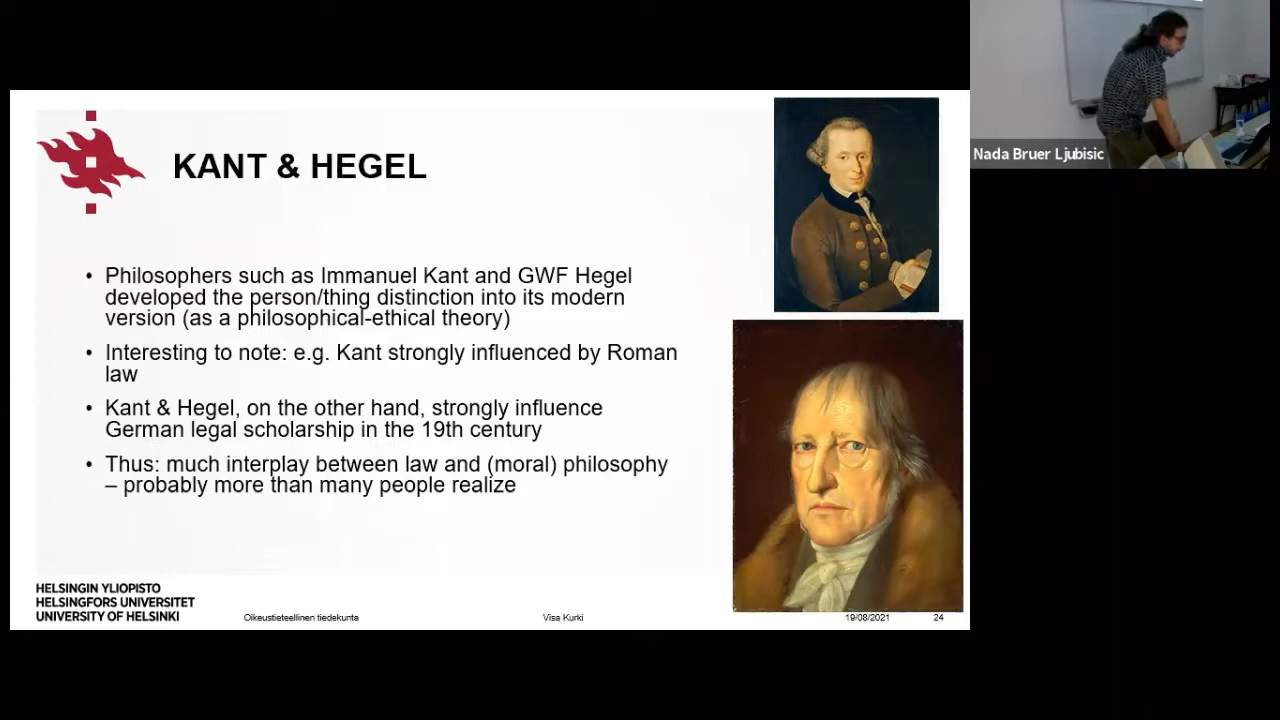 KANT & HEGEL
• Philosophers such as Immanuel Kant and GWF Hegel
developed the person/thing distinction into its modern
version (as a philosophical-ethical theory)
• Interesting to note: e.g. Kant strongly influenced by Roman
law
• Kant & Hegel, on the other hand, strongly influence
German legal scholarship in the 19th century
• Thus: much interplay between law and (moral) philosophy
– probably more than many people realize
HELSINGIN YLIOPISTO
HELSINGFORS UNIVERSITET
UNIVERSITY OF HELSINKI
Oikeustieteellinen tiedekunta
Visa Kurki
19/08/2021
24
Nada Bruer Ljubisic